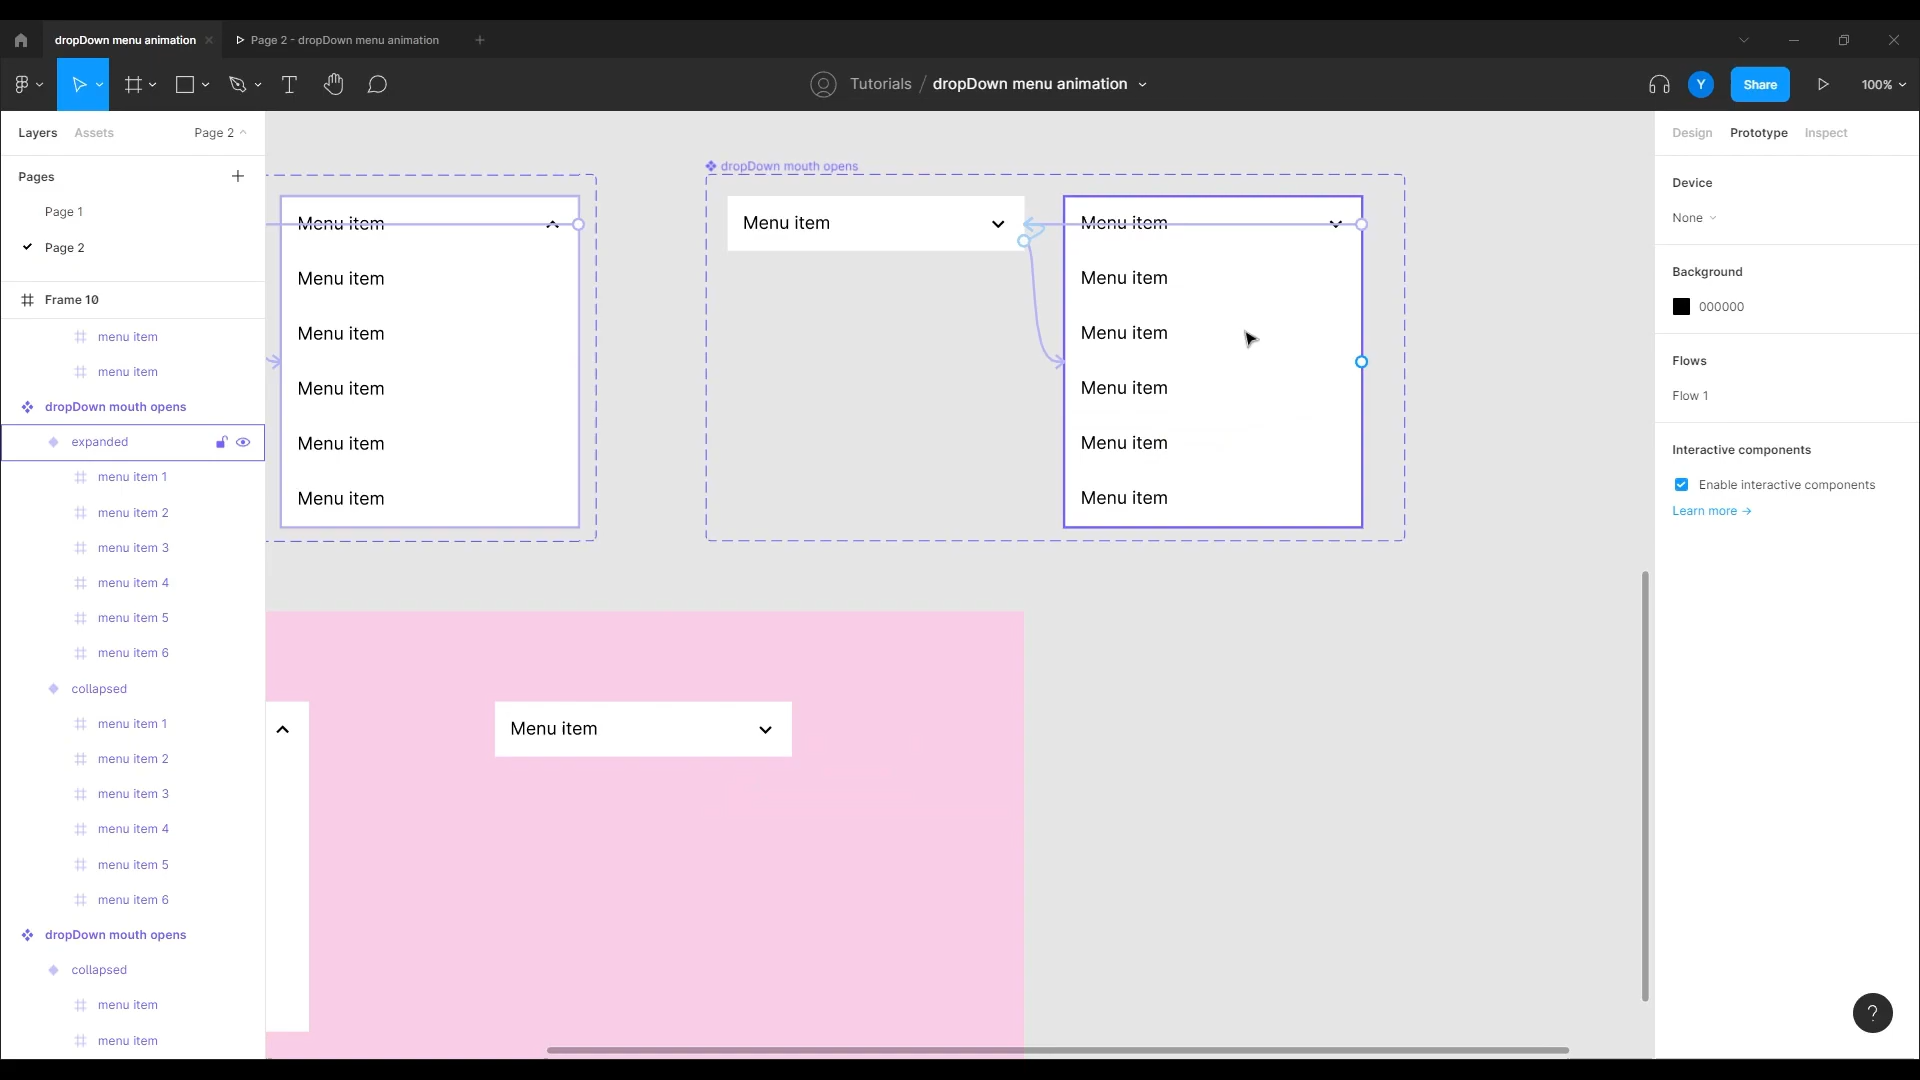 dropDown menu animation
Page 2 - dropDown menu animation
Tutorials / dropDown menu animation
Y
Share
100%
Layers
Assets
Page 2
Pages
Page 1
Page 2
Frame 10
menu item
menu item
dropDown mouth opens
expanded
menu item 1
menu item 2
menu item 3
menu item 4
menu item 5
menu item 6
collapsed
menu item 1
menu item 2
menu item 3
menu item 4
menu item 5
menu item 6
dropDown mouth opens
collapsed
menu item
menu item
Menu item
Menu item
Menu item
Menu item
Menu item
Menu item
dropDown mouth opens
Menu item
Menu item
Menu item
Menu item
Menu item
Menu item
Menu item
Menu item
Design
Prototype
Inspect
Device
None
Background
000000
Flows
Flow 1
Interactive components
Enable interactive components
Learn more →
?